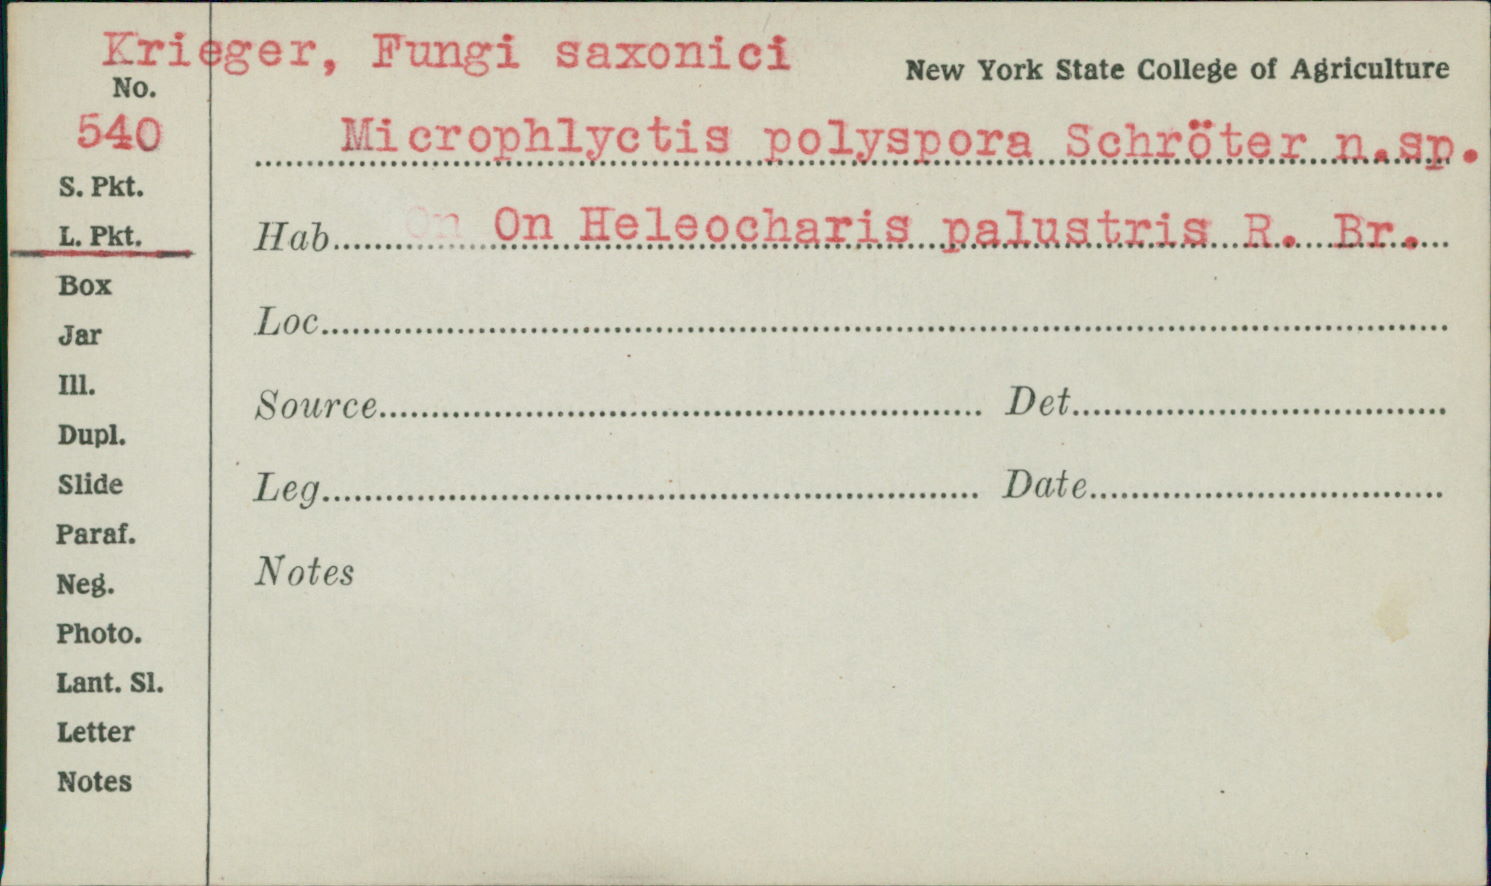 Krieger, Fungi saxonici
New York State College of Agriculture
No.
540
Microphlyctis polyspora Schröter n.sp.
S. Pkt.
L. Pkt.
Hab. On On Heleocharis palustris R. Br.
Box
Loc.
Jar
Ill.
Source Det.
Dupl.
Slide
Leg. Date
Paraf.
Neg.
Notes
Photo.
Lant. Sl.
Letter
Notes